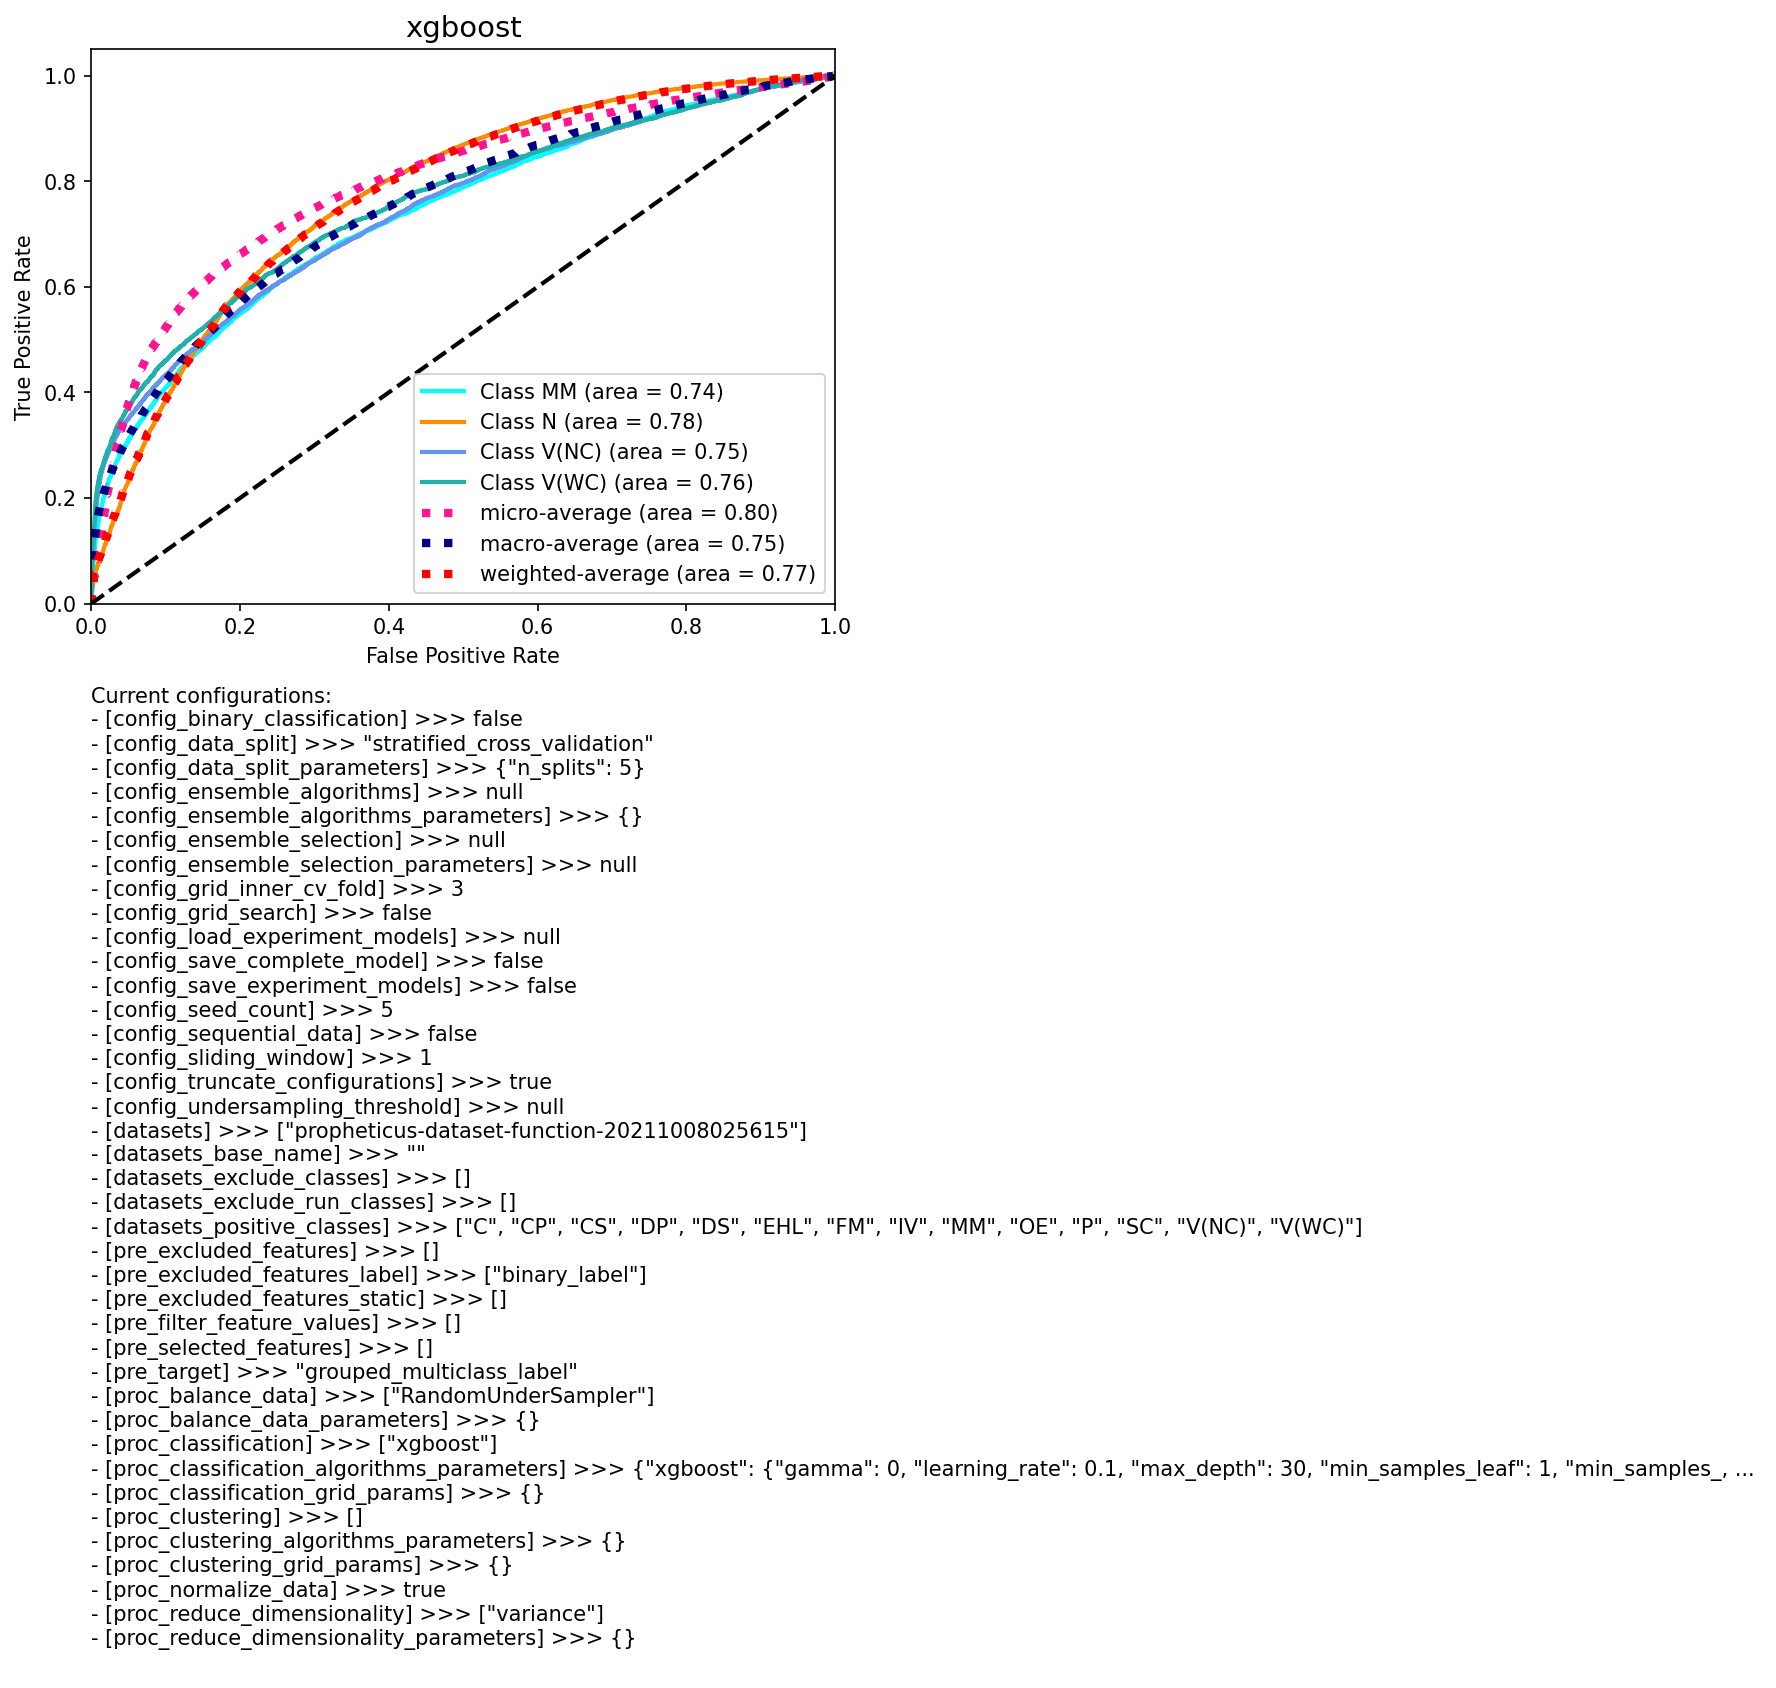 xgboost
1.0
0.8
0.6
0.4
0.2
0.0
True Positive Rate
Class MM (area = 0.74)
Class N (area = 0.78)
Class V(NC) (area = 0.75)
Class V(WC) (area = 0.76)
micro-average (area = 0.80)
macro-average (area = 0.75)
weighted-average (area = 0.77)
0.0 0.2 0.4 0.6 0.8 1.0
False Positive Rate
Current configurations:
- [config_binary_classification] >>> false
- [config_data_split] >>> "stratified_cross_validation"
- [config_data_split_parameters] >>> {"n_splits": 5}
- [config_ensemble_algorithms] >>> null
- [config_ensemble_algorithms_parameters] >>> {}
- [config_ensemble_selection] >>> null
- [config_ensemble_selection_parameters] >>> null
- [config_grid_inner_cv_fold] >>> 3
- [config_grid_search] >>> false
- [config_load_experiment_models] >>> null
- [config_save_complete_model] >>> false
- [config_save_experiment_models] >>> false
- [config_seed_count] >>> 5
- [config_sequential_data] >>> false
- [config_sliding_window] >>> 1
- [config_truncate_configurations] >>> true
- [config_undersampling_threshold] >>> null
- [datasets] >>> ["propheticus-dataset-function-20211008025615"]
- [datasets_base_name] >>> ""
- [datasets_exclude_classes] >>> []
- [datasets_exclude_run_classes] >>> []
- [datasets_positive_classes] >>> ["C", "CP", "CS", "DP", "DS", "EHL", "FM", "IV", "MM", "OE", "P", "SC", "V(NC)", "V(WC)"]
- [pre_excluded_features] >>> []
- [pre_excluded_features_label] >>> ["binary_label"]
- [pre_excluded_features_static] >>> []
- [pre_filter_feature_values] >>> []
- [pre_selected_features] >>> []
- [pre_target] >>> "grouped_multiclass_label"
- [proc_balance_data] >>> ["RandomUnderSampler"]
- [proc_balance_data_parameters] >>> {}
- [proc_classification] >>> ["xgboost"]
- [proc_classification_algorithms_parameters] >>> {"xgboost": {"gamma": 0, "learning_rate": 0.1, "max_depth": 30, "min_samples_leaf": 1, "min_samples_, ...
- [proc_classification_grid_params] >>> {}
- [proc_clustering] >>> []
- [proc_clustering_algorithms_parameters] >>> {}
- [proc_clustering_grid_params] >>> {}
- [proc_normalize_data] >>> true
- [proc_reduce_dimensionality] >>> ["variance"]
- [proc_reduce_dimensionality_parameters] >>> {}